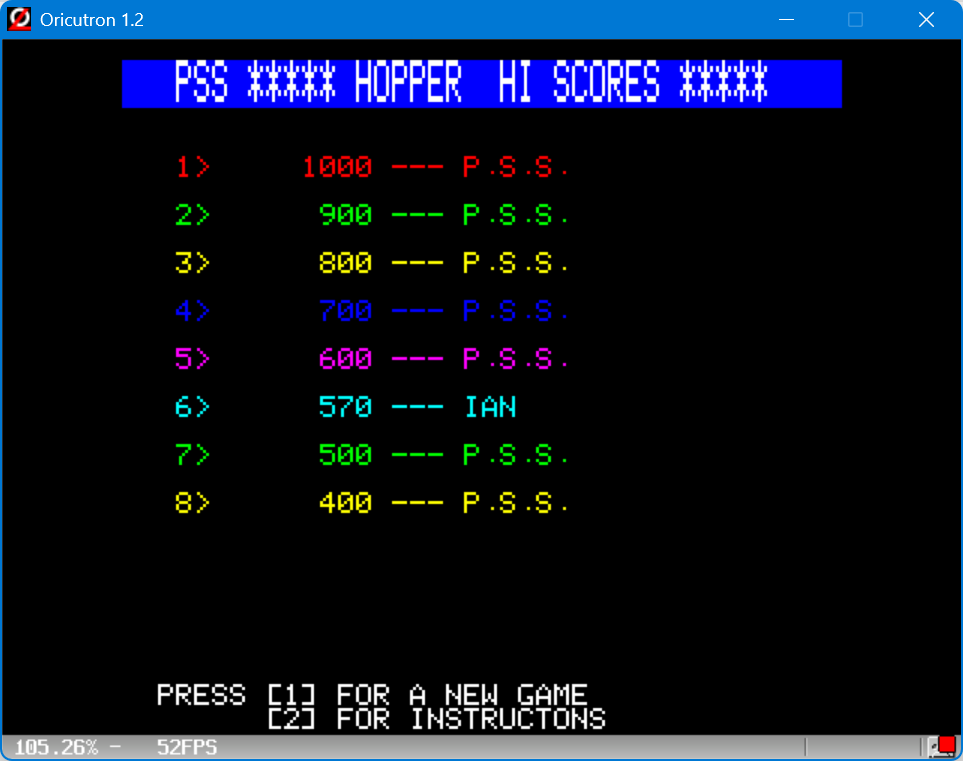 Oricutron 1.2
PSS ***** HOPPER HI SCORES *****
1> 1000 --- P.S.S.
2> 900 --- P.S.S.
3> 800 --- P.S.S.
4> 700 --- P.S.S.
5> 600 --- P.S.S.
6> 570 --- IAN
7> 500 --- P.S.S.
8> 400 --- P.S.S.
PRESS [1] FOR A NEW GAME
[2] FOR INSTRUCTONS
105.26% - 52FPS